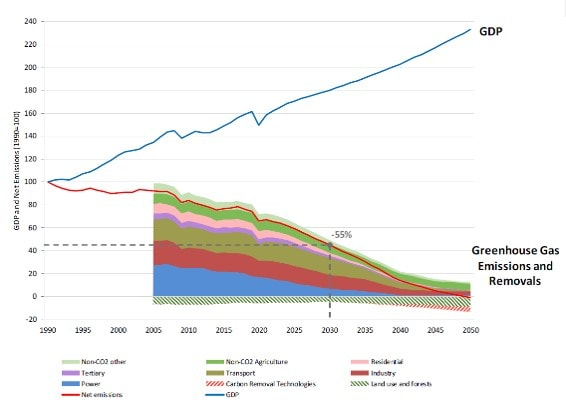 240
220
200
180
160
140
120
100
80
60
40
20
0
-20
GDP and Net Emissions (1990=100)
GDP
-55%
Greenhouse Gas
Emissions and
Removals
1990 1995 2000 2005 2010 2015 2020 2025 2030 2035 2040 2045 2050
Non-CO2 other Non-CO2 Agriculture Residential
Tertiary Transport Industry
Power Carbon Removal Technologies Land use and forests
Net emissions GDP